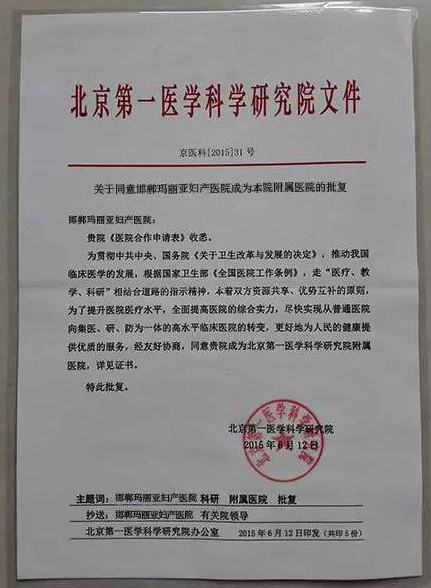 北京第一医学科学研究院文件
京医科[2015]31号
关于同意邯郸玛丽亚妇产医院成为本院附属医院的批复
邯郸玛丽亚妇产医院:
贵院《医院合作申请表》收悉。
为贯彻中共中央、国务院《关于卫生改革与发展的决定》，推动我国
临床医学的发展，根据国家卫生部《全国医院工作条例》，走“医疗、教
学、科研”相结合道路的指示精神，本着双方资源共享、优势互补的原则，
为了提升医院医疗水平，全面提高医院的综合实力，尽快实现从普通医院
向集医、研、防为一体的高水平临床医院的转变，更好地为人民的健康提
供优质的服务，经友好协商，同意贵院成为北京第一医学科学研究院附属
医院，详见证书。
特此批复。
北京第一医学科学研究院
2015年6月12日
北京第一医学科学研究院
主题词：邯郸玛丽亚妇产医院 科研 附属医院 批复
抄送：邯郸玛丽亚妇产医院 有关院领导
北京第一医学科学研究院办公室 2015年6月12日印发（共印5份）